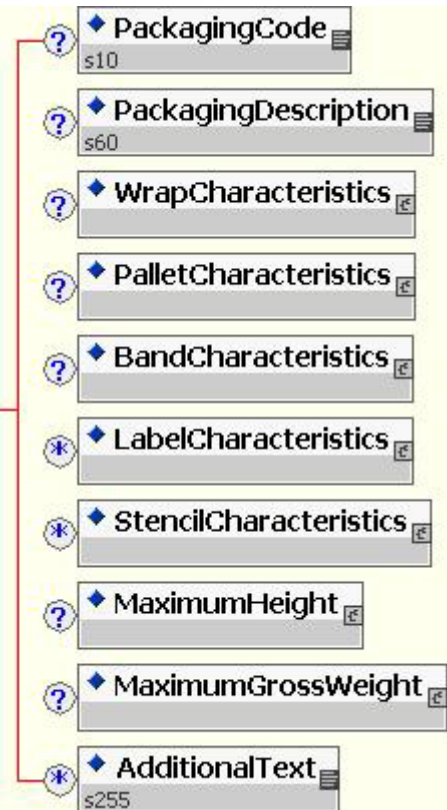 ? PackagingCode
s10
? PackagingDescription
s60
? WrapCharacteristics
? PalletCharacteristics
? BandCharacteristics
* LabelCharacteristics
* StencilCharacteristics
? MaximumHeight
? MaximumGrossWeight
* AdditionalText
s255